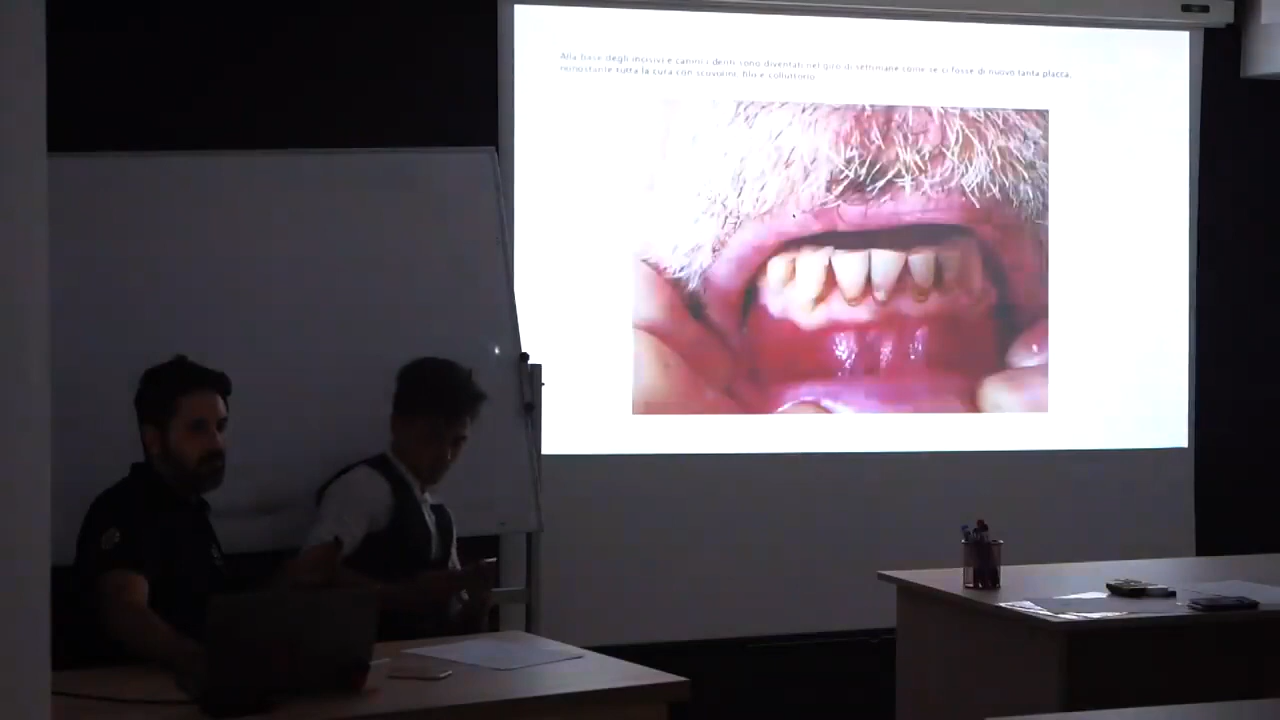 Alla base degli incisivi e canini i denti sono diventati nel giro di settimane come se ci fosse di nuovo tanta placca,
nonostante tutta la cura con scovolini, filo e colluttorio.